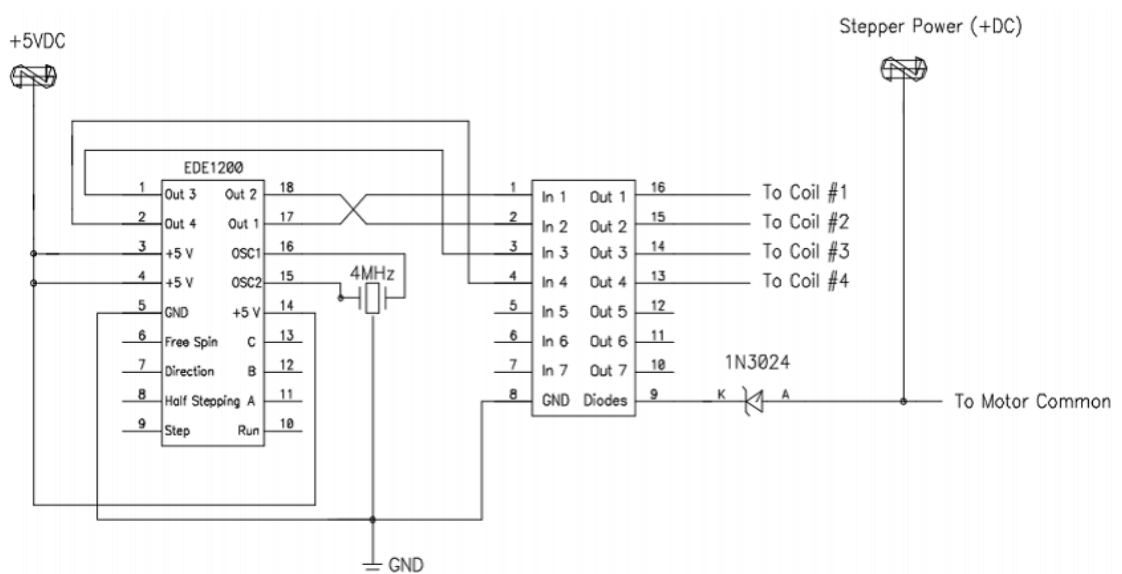 Stepper Power (+DC)
+5VDC
EDE1200
1 Out 3 Out 2 18
2 Out 4 Out 1 17
3 +5 V OSC1 16
4 +5 V OSC2 15
5 GND +5 V 14
6 Free Spin C 13
7 Direction B 12
8 Half Stepping A 11
9 Step Run 10
4MHz
1 In 1 Out 1 16 To Coil #1
2 In 2 Out 2 15 To Coil #2
3 In 3 Out 3 14 To Coil #3
4 In 4 Out 4 13 To Coil #4
5 In 5 Out 5 12
6 In 6 Out 6 11
7 In 7 Out 7 10
8 GND Diodes 9
1N3024
K A To Motor Common
GND